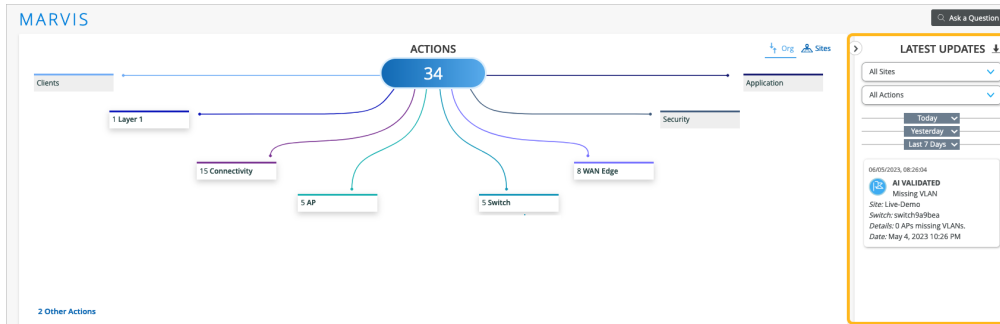 MARVIS
Ask a Question
ACTIONS
Org
Sites
LATEST UPDATES
34
Clients
Application
All Sites
All Actions
1 Layer 1
Security
Today
Yesterday
Last 7 Days
15 Connectivity
8 WAN Edge
5 AP
5 Switch
06/05/2023, 08:26:04
AI VALIDATED
Missing VLAN
Site: Live-Demo
Switch: switch9a9bea
Details: 0 APs missing VLANs.
Date: May 4, 2023 10:26 PM
2 Other Actions